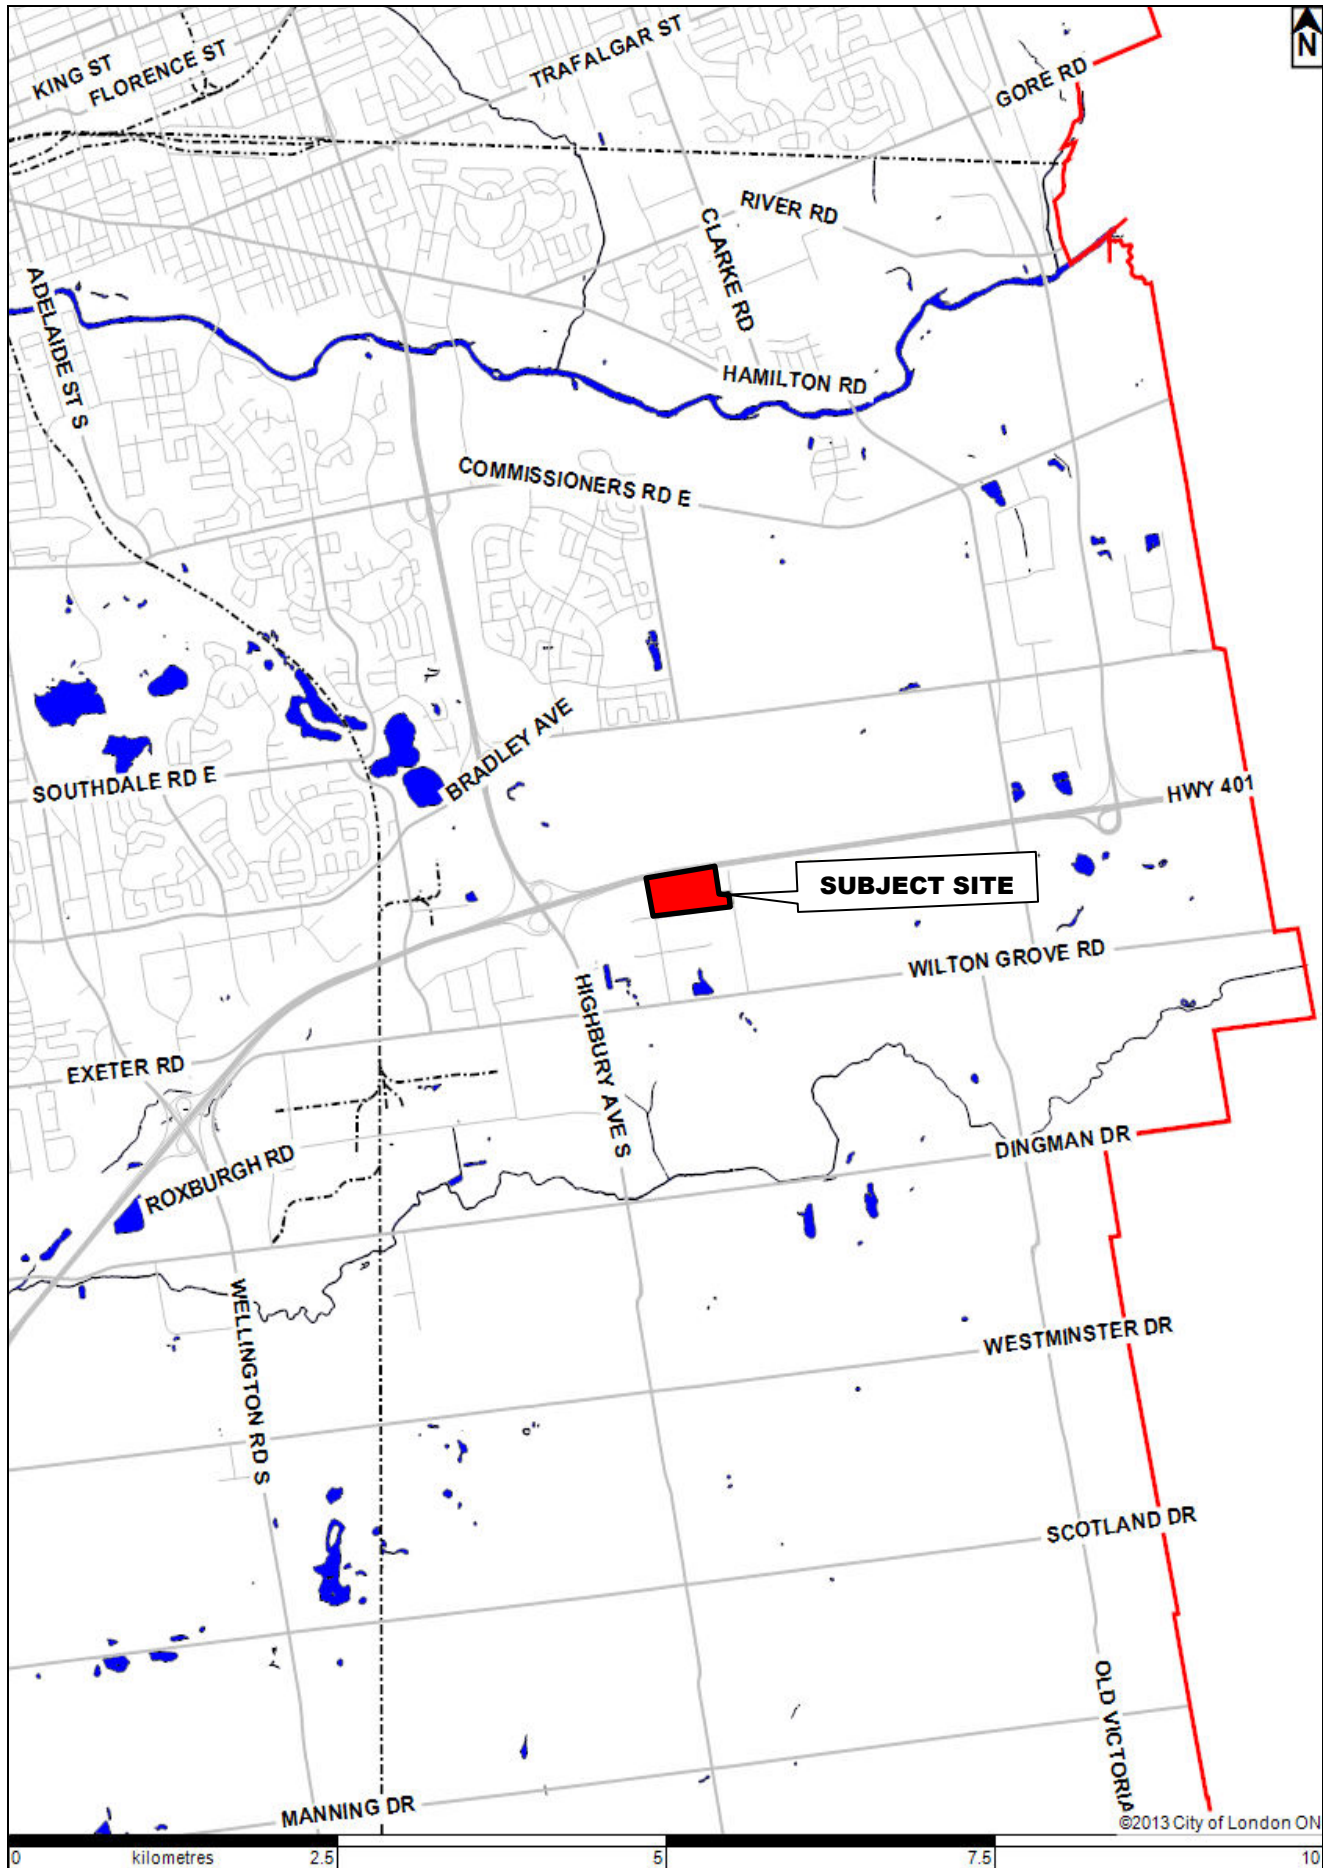 N
KING ST
FLORENCE ST
TRAFALGAR ST
GORE RD
RIVER RD
CLARKE RD
ADELAIDE ST S
HAMILTON RD
COMMISSIONERS RD E
BRADLEY AVE
SOUTHDALE RD E
HWY 401
SUBJECT SITE
WILTON GROVE RD
HIGHBURY AVE S
EXETER RD
DINGMAN DR
ROXBURGH RD
WELLINGTON RD S
WESTMINSTER DR
SCOTLAND DR
OLD VICTORIA
MANNING DR
©2013 City of London ON
0 kilometres 2.5 5 7.5 10